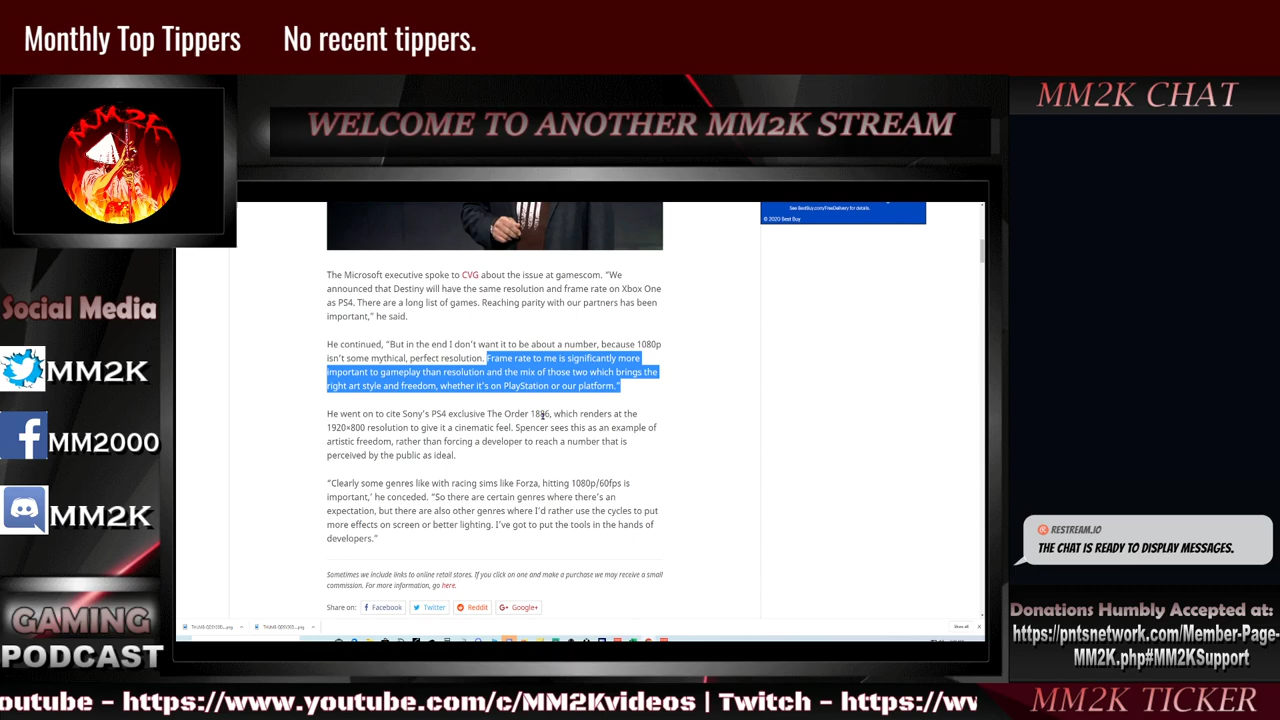 Monthly Top Tippers No recent tippers.
MM2K
WELCOME TO ANOTHER MM2K STREAM
MM2K CHAT
See BestBuy.com/FreeDelivery for details.
© 2020 Best Buy
The Microsoft executive spoke to CVG about the issue at gamescom. “We
announced that Destiny will have the same resolution and frame rate on Xbox One
as PS4. There are a long list of games. Reaching parity with our partners has been
important,” he said.
He continued, “But in the end I don’t want it to be about a number, because 1080p
isn’t some mythical, perfect resolution. Frame rate to me is significantly more
important to gameplay than resolution and the mix of those two which brings the
right art style and freedom, whether it’s on PlayStation or our platform.”
He went on to cite Sony’s PS4 exclusive The Order 1886, which renders at the
1920×800 resolution to give it a cinematic feel. Spencer sees this as an example of
artistic freedom, rather than forcing a developer to reach a number that is
perceived by the public as ideal.
“Clearly some genres like with racing sims like Forza, hitting 1080p/60fps is
important,’ he conceded. “So there are certain genres where there’s an
expectation, but there are also other genres where I’d rather use the cycles to put
more effects on screen or better lighting. I’ve got to put the tools in the hands of
developers.”
Sometimes we include links to online retail stores. If you click on one and make a purchase we may receive a small
commission. For more information, go here.
Share on: Facebook Twitter Reddit Google+
Show all
Social Media
MM2K
MM2000
MM2K
GAMING
PODCAST
RESTREAM.IO
THE CHAT IS READY TO DISPLAY MESSAGES.
Donations Humbly Accepted at:
https://pntsnetwork.com/Member-Page-
MM2K.php#MM2KSupport
outube - https://www.youtube.com/c/MM2Kvideos | Twitch - https://ww
MM2K TICKER